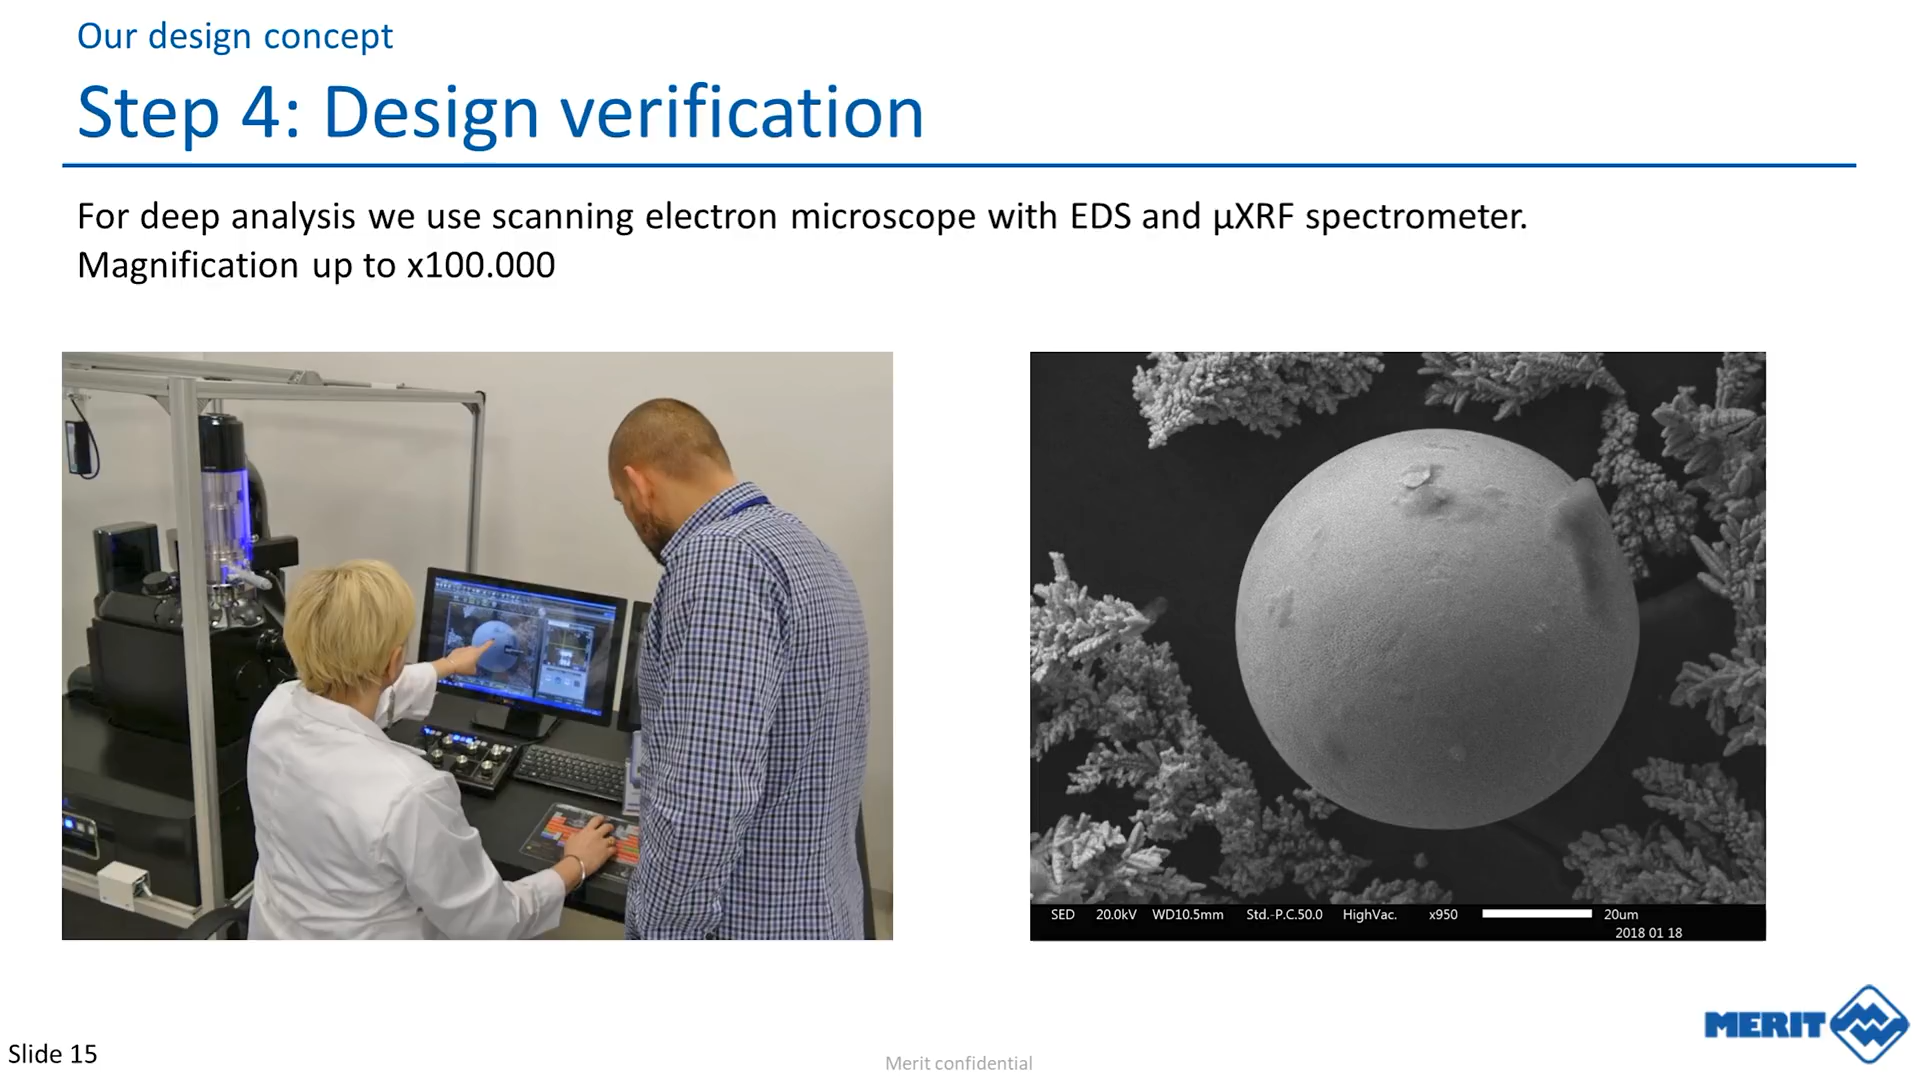 Our design concept
Step 4: Design verification
For deep analysis we use scanning electron microscope with EDS and µXRF spectrometer.
Magnification up to x100.000
SED 20.0kV WD10.5mm Std.-P.C.50.0 HighVac. x950 20um
2018 01 18
MERIT
Slide 15
Merit confidential